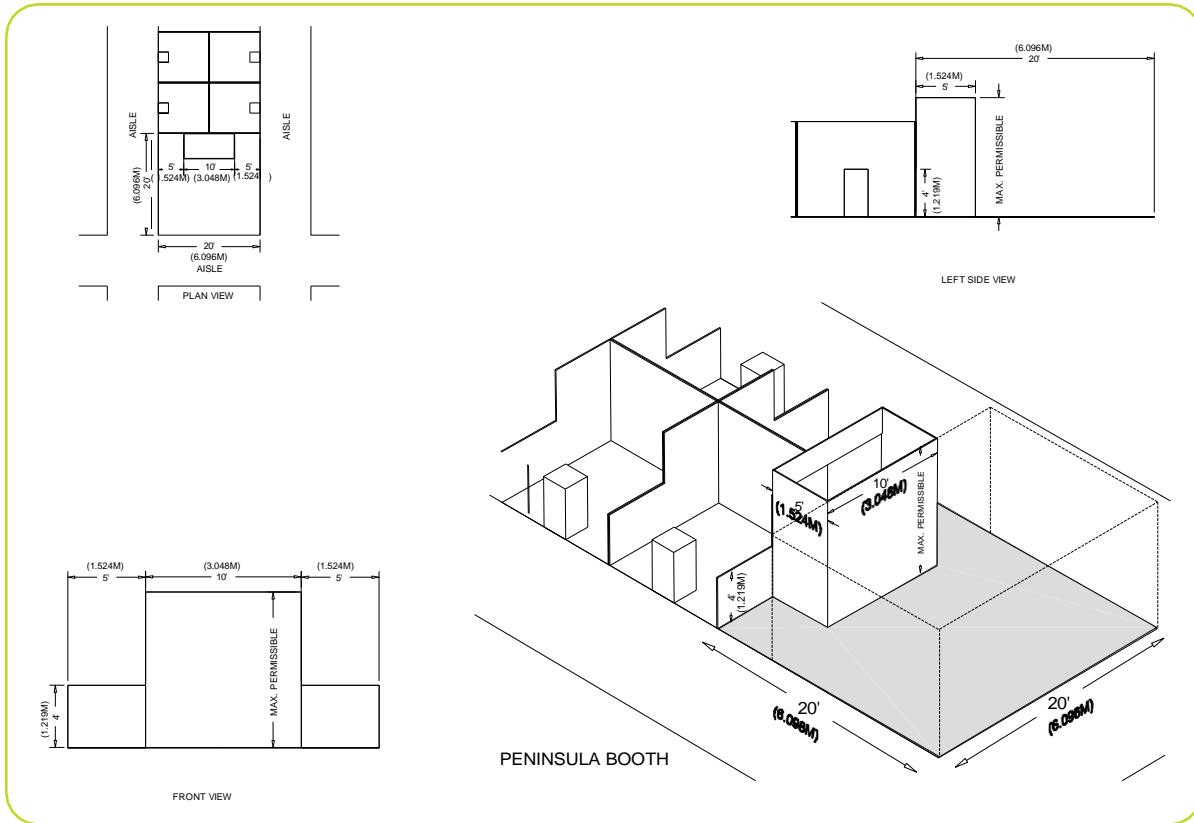 AISLE
AISLE
5'
10'
5'
(1.524M)
(3.048M)
(1.524 )
20'
(6.096M)
20'
(6.096M)
AISLE
PLAN VIEW
(6.096M)
20'
(1.524M)
5'
MAX. PERMISSIBLE
4'
(1.219M)
LEFT SIDE VIEW
(1.524M)
5'
(3.048M)
10'
(1.524M)
5'
MAX. PERMISSIBLE
(1.219M)
4'
FRONT VIEW
5'
(1.524M)
10'
(3.048M)
MAX. PERMISSIBLE
4'
(1.219M)
20'
(6.096M)
20'
(6.096M)
PENINSULA BOOTH